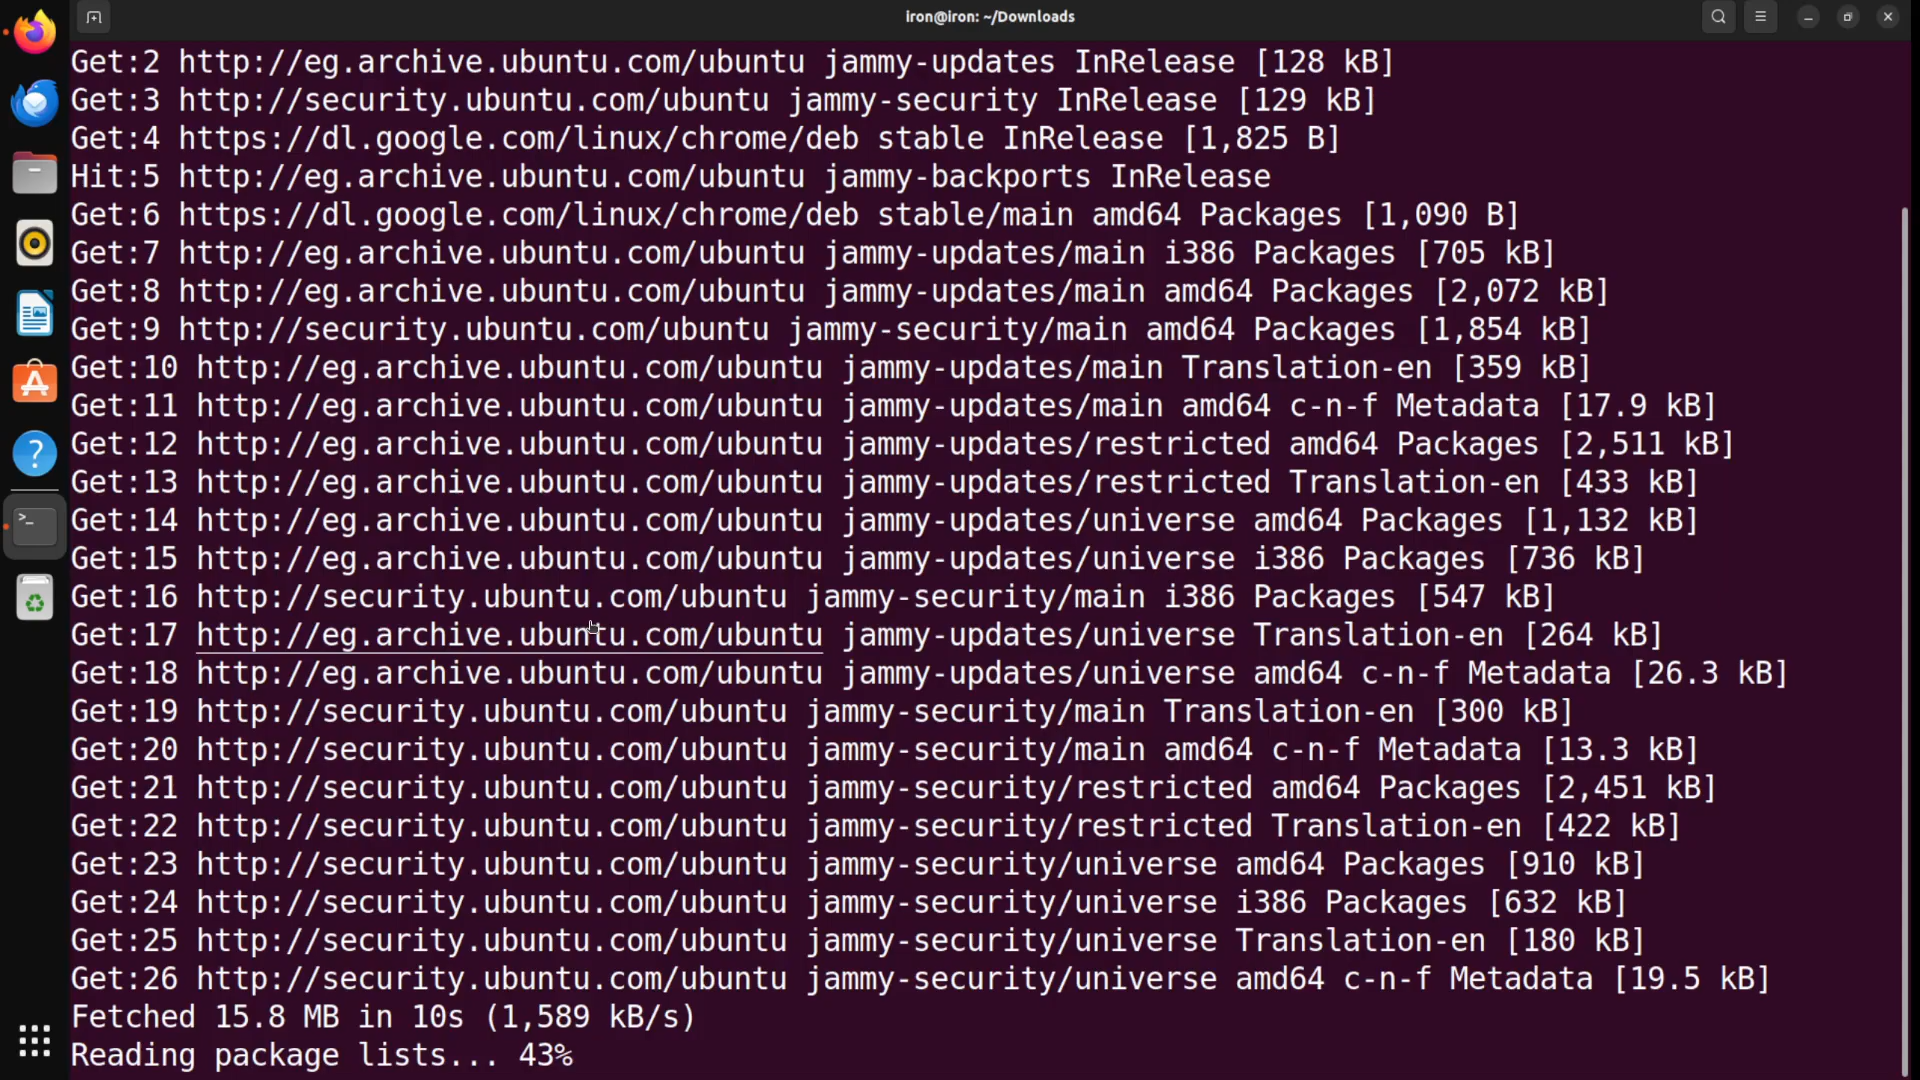 iron@iron: ~/Downloads
Get:2 http://eg.archive.ubuntu.com/ubuntu jammy-updates InRelease [128 kB]
Get:3 http://security.ubuntu.com/ubuntu jammy-security InRelease [129 kB]
Get:4 https://dl.google.com/linux/chrome/deb stable InRelease [1,825 B]
Hit:5 http://eg.archive.ubuntu.com/ubuntu jammy-backports InRelease
Get:6 https://dl.google.com/linux/chrome/deb stable/main amd64 Packages [1,090 B]
Get:7 http://eg.archive.ubuntu.com/ubuntu jammy-updates/main i386 Packages [705 kB]
Get:8 http://eg.archive.ubuntu.com/ubuntu jammy-updates/main amd64 Packages [2,072 kB]
Get:9 http://security.ubuntu.com/ubuntu jammy-security/main amd64 Packages [1,854 kB]
Get:10 http://eg.archive.ubuntu.com/ubuntu jammy-updates/main Translation-en [359 kB]
Get:11 http://eg.archive.ubuntu.com/ubuntu jammy-updates/main amd64 c-n-f Metadata [17.9 kB]
Get:12 http://eg.archive.ubuntu.com/ubuntu jammy-updates/restricted amd64 Packages [2,511 kB]
Get:13 http://eg.archive.ubuntu.com/ubuntu jammy-updates/restricted Translation-en [433 kB]
Get:14 http://eg.archive.ubuntu.com/ubuntu jammy-updates/universe amd64 Packages [1,132 kB]
Get:15 http://eg.archive.ubuntu.com/ubuntu jammy-updates/universe i386 Packages [736 kB]
Get:16 http://security.ubuntu.com/ubuntu jammy-security/main i386 Packages [547 kB]
Get:17 http://eg.archive.ubuntu.com/ubuntu jammy-updates/universe Translation-en [264 kB]
Get:18 http://eg.archive.ubuntu.com/ubuntu jammy-updates/universe amd64 c-n-f Metadata [26.3 kB]
Get:19 http://security.ubuntu.com/ubuntu jammy-security/main Translation-en [300 kB]
Get:20 http://security.ubuntu.com/ubuntu jammy-security/main amd64 c-n-f Metadata [13.3 kB]
Get:21 http://security.ubuntu.com/ubuntu jammy-security/restricted amd64 Packages [2,451 kB]
Get:22 http://security.ubuntu.com/ubuntu jammy-security/restricted Translation-en [422 kB]
Get:23 http://security.ubuntu.com/ubuntu jammy-security/universe amd64 Packages [910 kB]
Get:24 http://security.ubuntu.com/ubuntu jammy-security/universe i386 Packages [632 kB]
Get:25 http://security.ubuntu.com/ubuntu jammy-security/universe Translation-en [180 kB]
Get:26 http://security.ubuntu.com/ubuntu jammy-security/universe amd64 c-n-f Metadata [19.5 kB]
Fetched 15.8 MB in 10s (1,589 kB/s)
Reading package lists... 43%